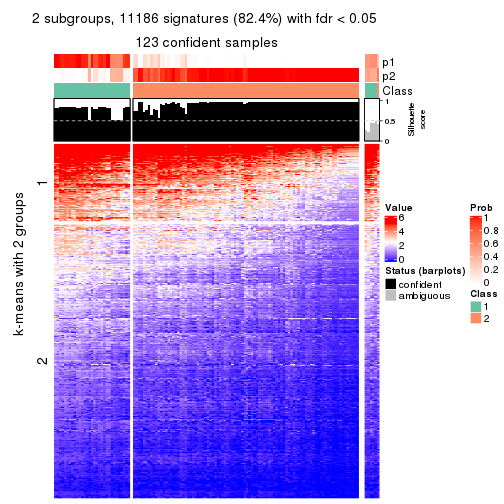 2 subgroups, 11186 signatures (82.4%) with fdr < 0.05
123 confident samples
p1
p2
Class
1
0.5
0
Silhouette
score
k-means with 2 groups
1
2
Value
6
4
2
0
Status (barplots)
confident
ambiguous
Prob
1
0.8
0.6
0.4
0.2
0
Class
1
2